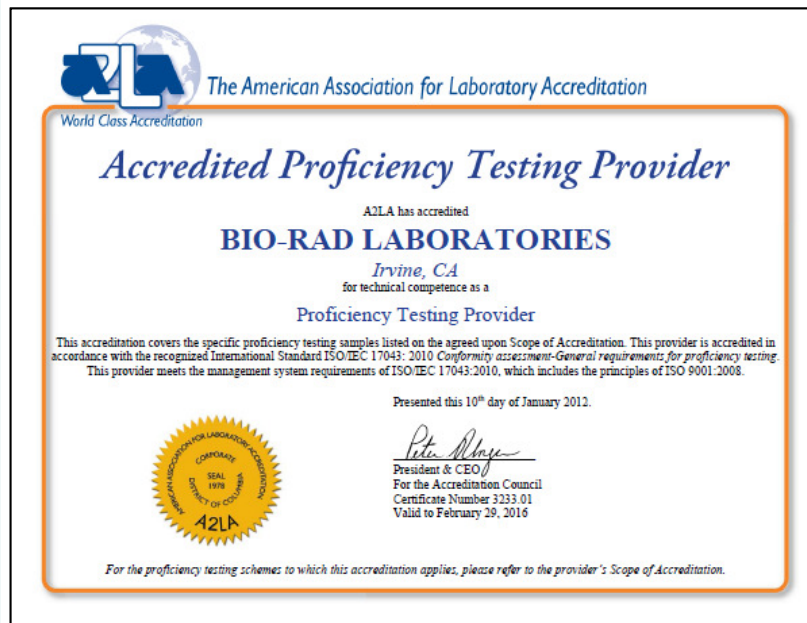 a2la
The American Association for Laboratory Accreditation
World Class Accreditation
Accredited Proficiency Testing Provider
A2LA has accredited
BIO-RAD LABORATORIES
Irvine, CA
for technical competence as a
Proficiency Testing Provider
This accreditation covers the specific proficiency testing samples listed on the agreed upon Scope of Accreditation. This provider is accredited in
accordance with the recognized International Standard ISO/IEC 17043: 2010 Conformity assessment-General requirements for proficiency testing.
This provider meets the management system requirements of ISO/IEC 17043:2010, which includes the principles of ISO 9001:2008.
Presented this 10th day of January 2012.
President & CEO
For the Accreditation Council
Certificate Number 3233.01
Valid to February 29, 2016
AMERICAN ASSOCIATION FOR LABORATORY ACCREDITATION
CORPORATE
SEAL
1978
DISTRICT OF COLUMBIA
A2LA
For the proficiency testing schemes to which this accreditation applies, please refer to the provider's Scope of Accreditation.